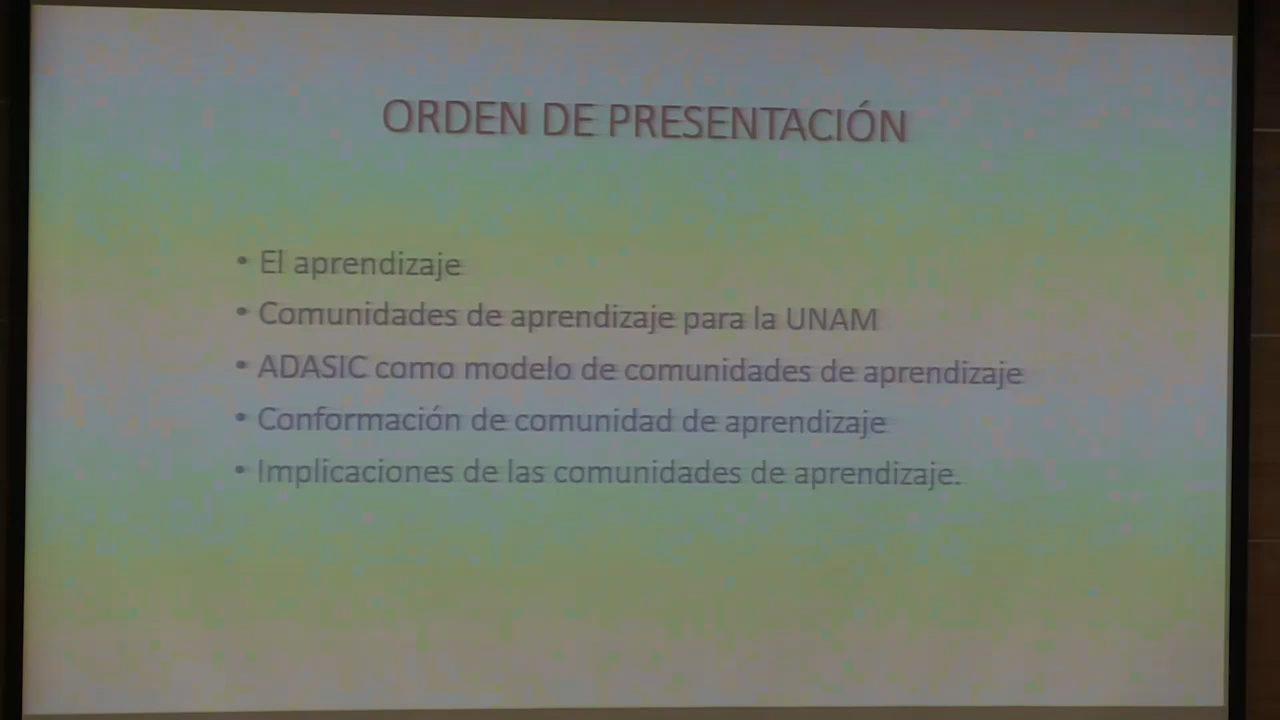 ORDEN DE PRESENTACIÓN
• El aprendizaje
• Comunidades de aprendizaje para la UNAM
• ADASIC como modelo de comunidades de aprendizaje
• Conformación de comunidad de aprendizaje
• Implicaciones de las comunidades de aprendizaje.